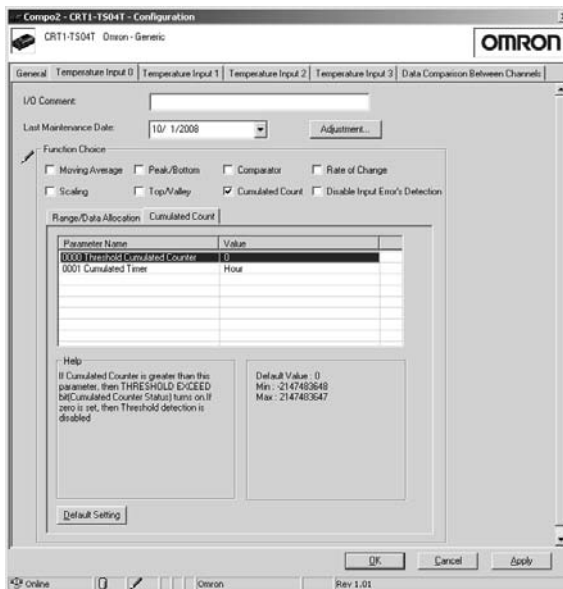 Compo2 - CRT1-TS04T - Configuration
CRT1-TS04T Omron - Generic
OMRON
General Temperature Input 0 Temperature Input 1 Temperature Input 2 Temperature Input 3 Data Comparison Between Channels
I/O Comment:
Last Maintenance Date: 10/ 1/2008 Adjustment...
Function Choice
Moving Average Peak/Bottom Comparator Rate of Change
Scaling Top/Valley Cumulated Count Disable Input Error's Detection
Range/Data Allocation Cumulated Count
Parameter Name Value
0000 Threshold Cumulated Counter 0
0001 Cumulated Timer Hour
Help
If Cumulated Counter is greater than this
parameter, then THRESHOLD EXCEED
bit(Cumulated Counter Status) turns on.If
zero is set, then Threshold detection is
disabled
Default Value : 0
Min : -2147483648
Max : 2147483647
Default Setting
OK Cancel Apply
Online Omron Rev 1.01